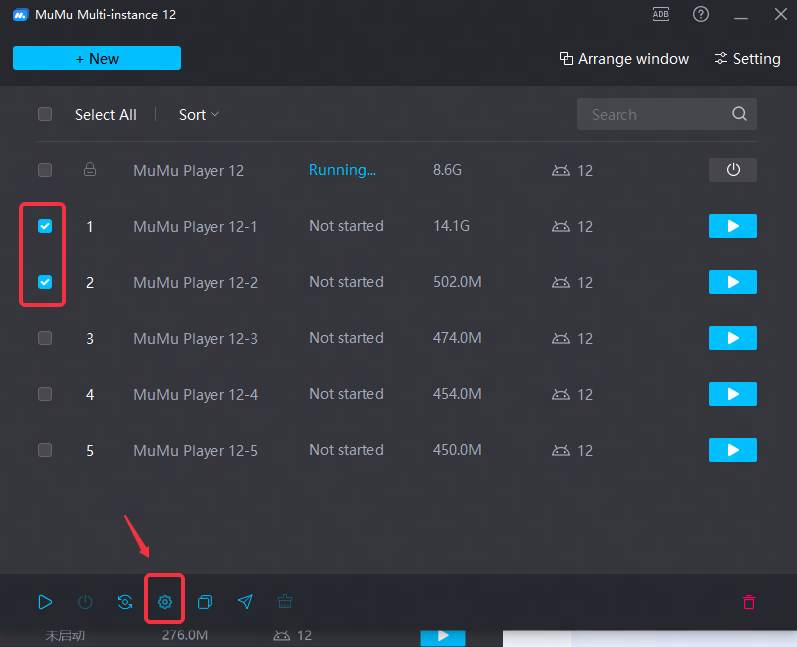 MuMu Multi-instance 12 ADB
+ New Arrange window Setting
Select All Sort Search
MuMu Player 12 Running... 8.6G 12
1 MuMu Player 12-1 Not started 14.1G 12
2 MuMu Player 12-2 Not started 502.0M 12
3 MuMu Player 12-3 Not started 474.0M 12
4 MuMu Player 12-4 Not started 454.0M 12
5 MuMu Player 12-5 Not started 450.0M 12
未启动 276.0M 12